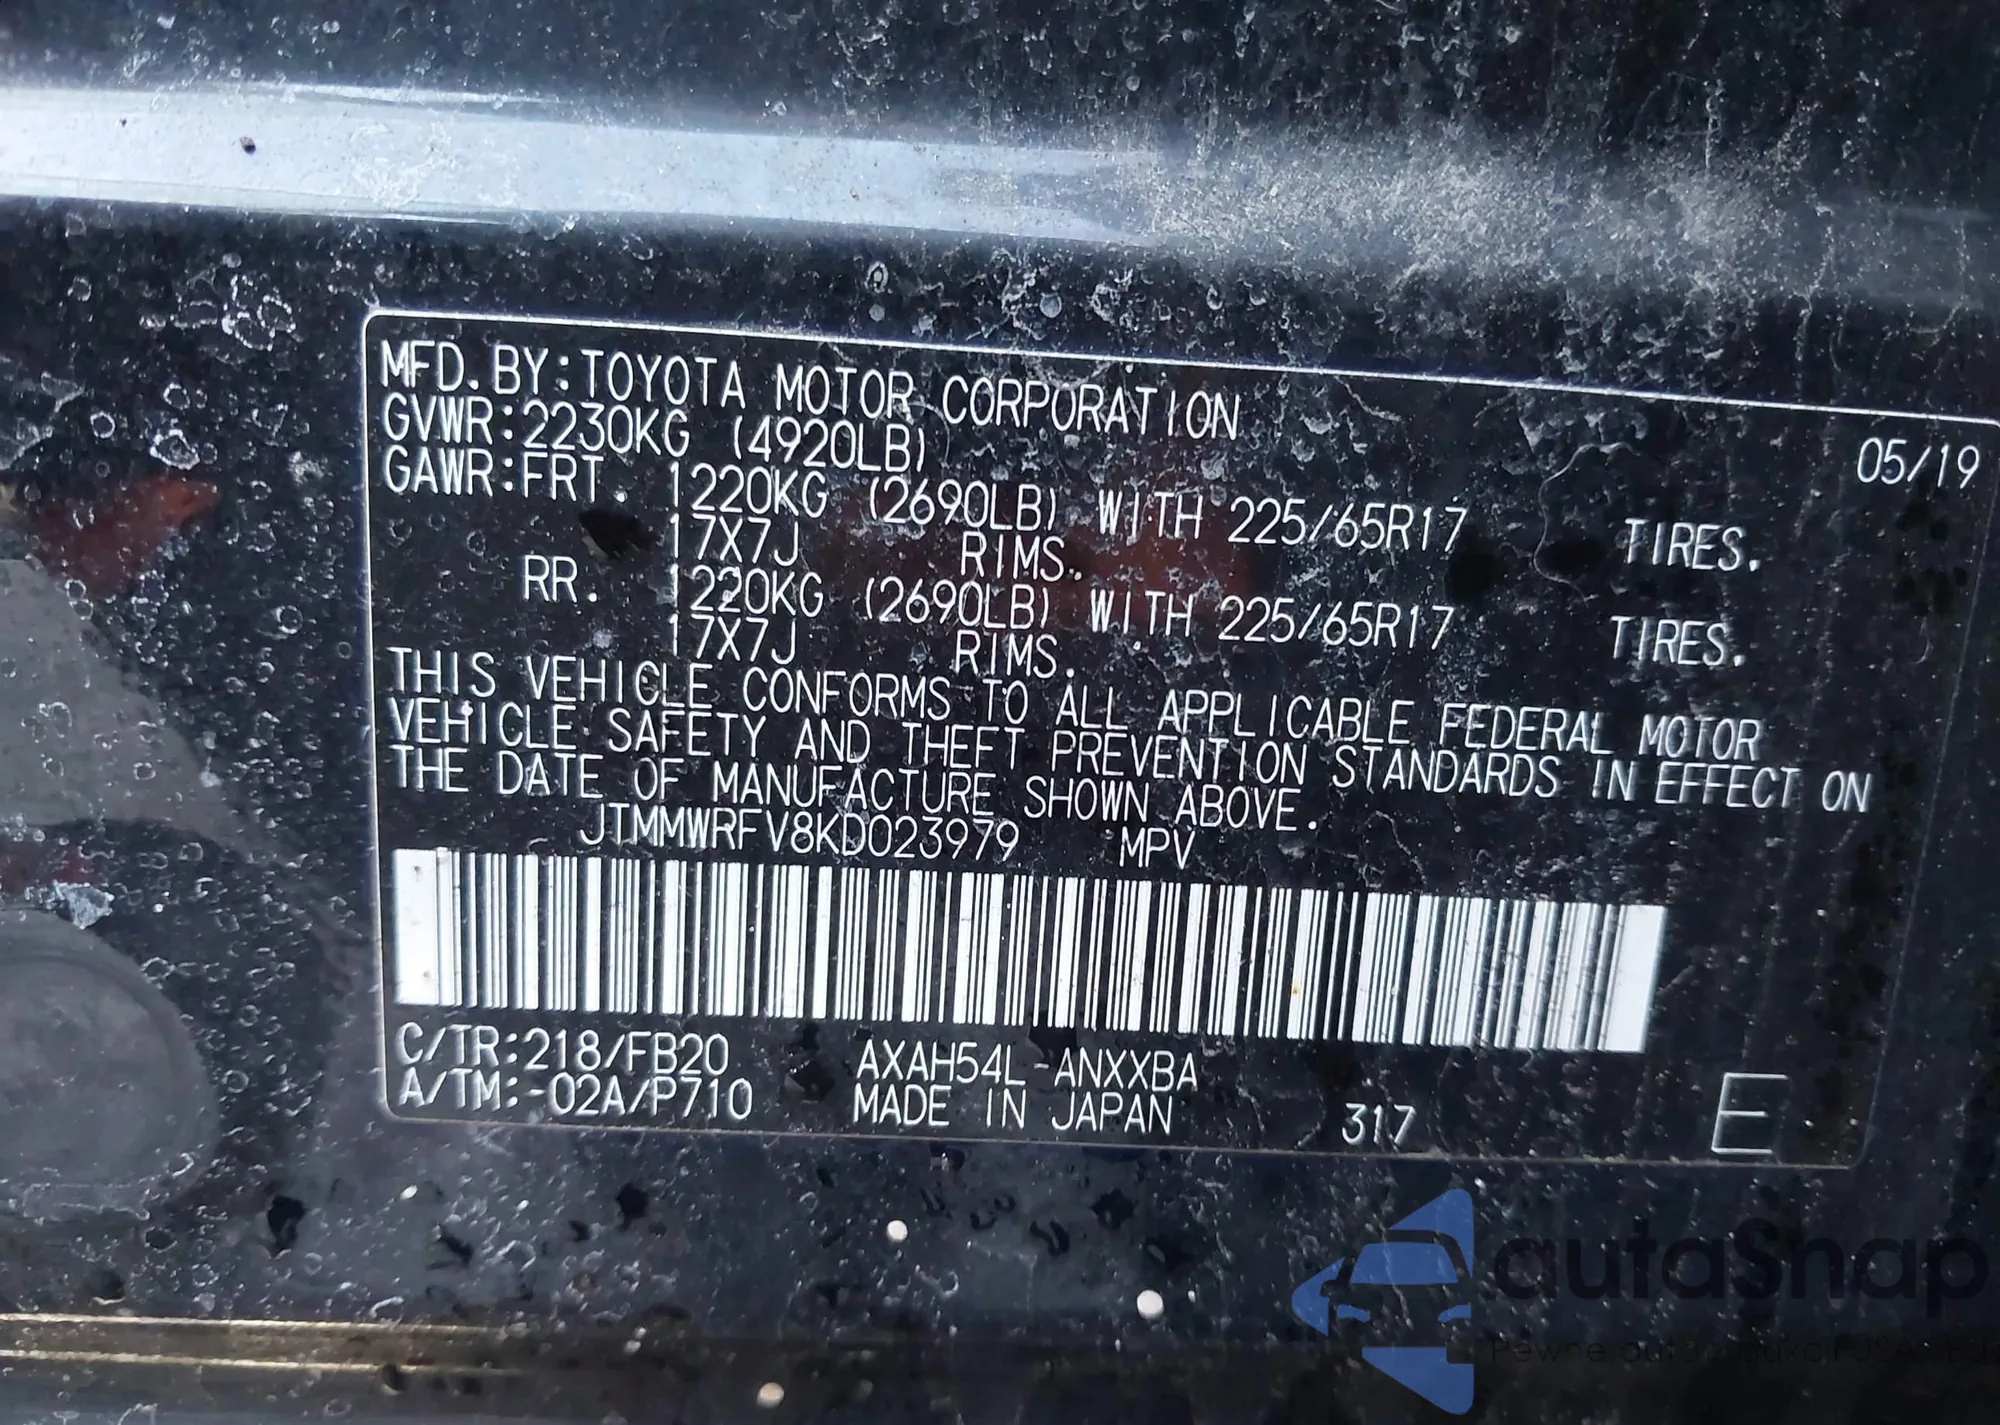 MFD. BY:TOYOTA MOTOR CORPORATION 05/19
GVWR:2230KG (4920LB)
GAWR:FRT. 1220KG (2690LB) WITH 225/65R17 TIRES.
17X7J RIMS.
RR. 1220KG (2690LB) WITH 225/65R17 TIRES.
17X7J RIMS.
THIS VEHICLE CONFORMS TO ALL APPLICABLE FEDERAL MOTOR
VEHICLE SAFETY AND THEFT PREVENTION STANDARDS IN EFFECT ON
THE DATE OF MANUFACTURE SHOWN ABOVE.
JTMMWRFV8KD023979 MPV
C/TR:218/FB20 AXAH54L-ANXXBA
A/TM:-02A/P710 MADE IN JAPAN 317 E
autaSnap
Pewne auta